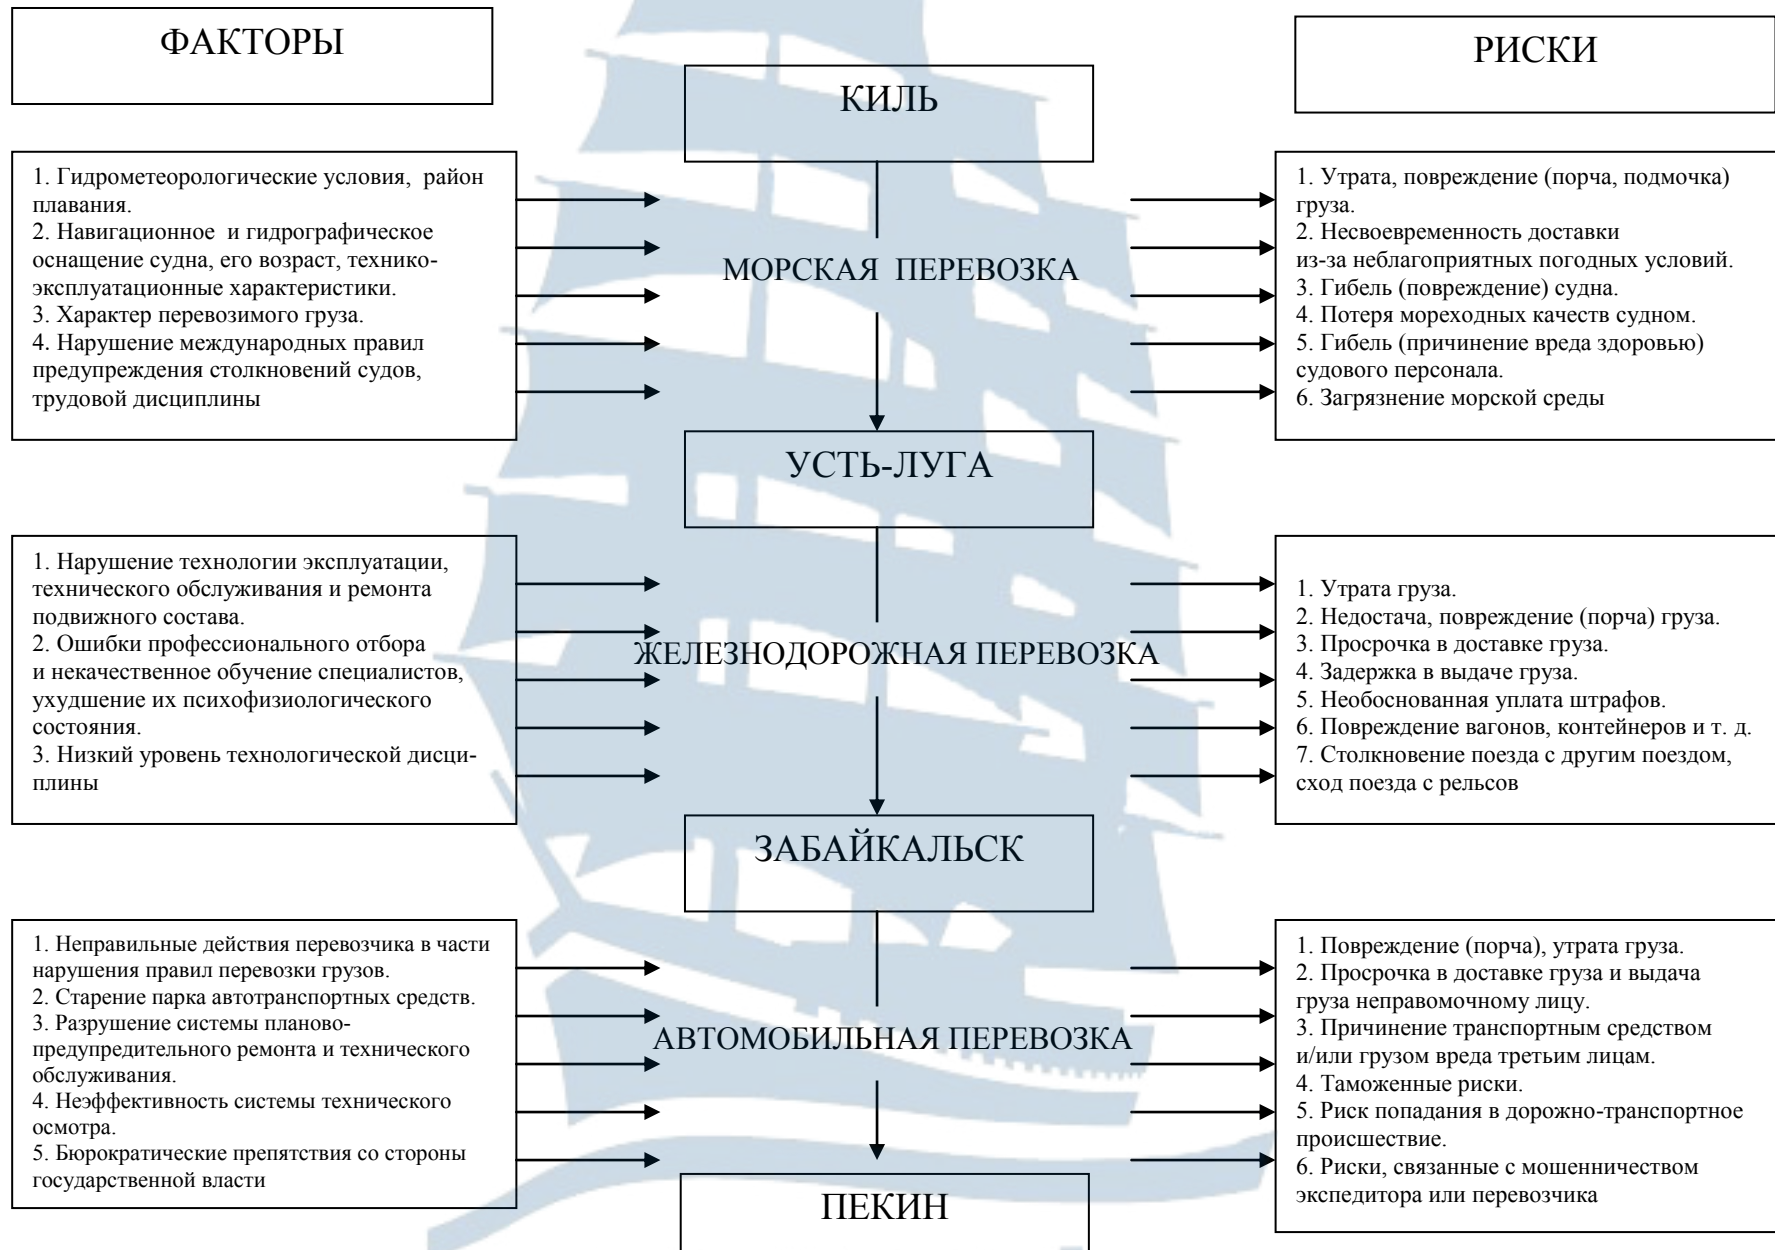 ФАКТОРЫ
КИЛЬ
РИСКИ
1. Гидрометеорологические условия, район
плавания.
2. Навигационное и гидрографическое
оснащение судна, его возраст, технико-
эксплуатационные характеристики.
3. Характер перевозимого груза.
4. Нарушение международных правил
предупреждения столкновений судов,
трудовой дисциплины
МОРСКАЯ ПЕРЕВОЗКА
1. Утрата, повреждение (порча, подмочка)
груза.
2. Несвоевременность доставки
из-за неблагоприятных погодных условий.
3. Гибель (повреждение) судна.
4. Потеря мореходных качеств судном.
5. Гибель (причинение вреда здоровью)
судового персонала.
6. Загрязнение морской среды
УСТЬ-ЛУГА
1. Нарушение технологии эксплуатации,
технического обслуживания и ремонта
подвижного состава.
2. Ошибки профессионального отбора
и некачественное обучение специалистов,
ухудшение их психофизиологического
состояния.
3. Низкий уровень технологической дисци-
плины
ЖЕЛЕЗНОДОРОЖНАЯ ПЕРЕВОЗКА
1. Утрата груза.
2. Недостача, повреждение (порча) груза.
3. Просрочка в доставке груза.
4. Задержка в выдаче груза.
5. Необоснованная уплата штрафов.
6. Повреждение вагонов, контейнеров и т. д.
7. Столкновение поезда с другим поездом,
сход поезда с рельсов
ЗАБАЙКАЛЬСК
1. Неправильные действия перевозчика в части
нарушения правил перевозки грузов.
2. Старение парка автотранспортных средств.
3. Разрушение системы планово-
предупредительного ремонта и технического
обслуживания.
4. Неэффективность системы технического
осмотра.
5. Бюрократические препятствия со стороны
государственной власти
АВТОМОБИЛЬНАЯ ПЕРЕВОЗКА
1. Повреждение (порча), утрата груза.
2. Просрочка в доставке груза и выдача
груза неправомочному лицу.
3. Причинение транспортным средством
и/или грузом вреда третьим лицам.
4. Таможенные риски.
5. Риск попадания в дорожно-транспортное
происшествие.
6. Риски, связанные с мошенничеством
экспедитора или перевозчика
ПЕКИН